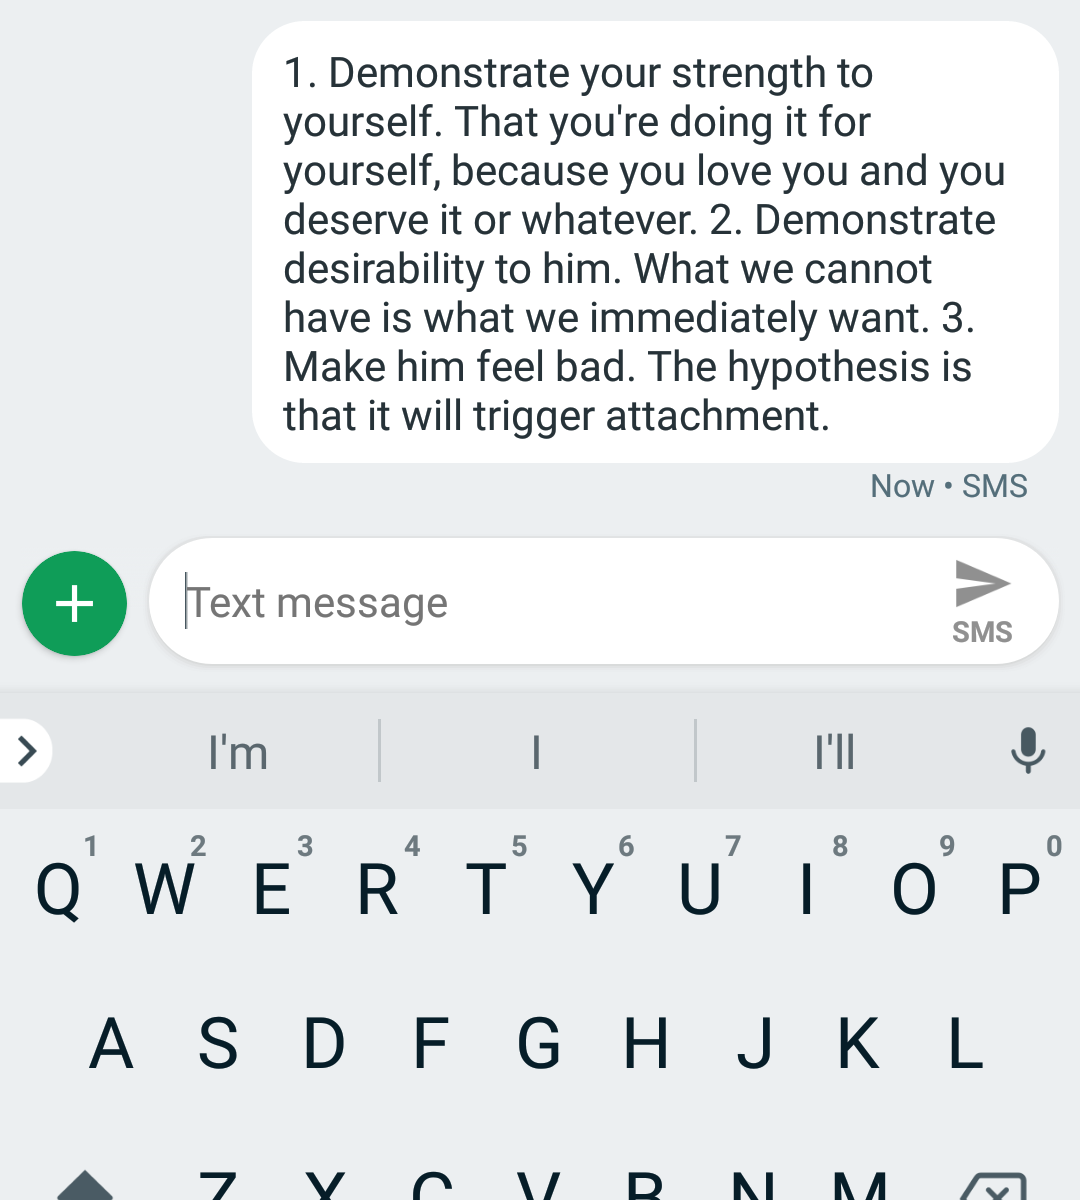 1. Demonstrate your strength to
yourself. That you're doing it for
yourself, because you love you and you
deserve it or whatever. 2. Demonstrate
desirability to him. What we cannot
have is what we immediately want. 3.
Make him feel bad. The hypothesis is
that it will trigger attachment.
Now • SMS
Text message
SMS
I'm I I'll
1 2 3 4 5 6 7 8 9 0
Q W E R T Y U I O P
A S D F G H J K L
Z X C V B N M